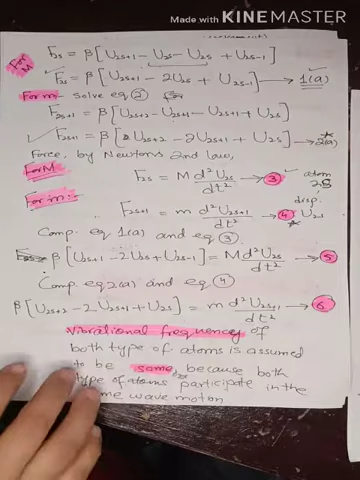 Made with KINEMASTER
For M
F2s = β[U2s+1 − U2s − U2s + U2s−1]
✓F2s = β[U2s+1 − 2U2s + U2s−1] → 1(a)
For m - solve eq ②
F2s+1 = β[U2s+2 − U2s+1 − U2s+1 + U2s]
✓F2s+1 = β[U2s+2 − 2U2s+1 + U2s] → 2(a)
Force, by Newtons 2nd law,
For M F2s = M d²U2s/dt² → ③ atom 2s
For m: disp.
F2s+1 = m d²U2s+1/dt² → ④
Comp. eq 1(a) and eq ③.
β[U2s+1 − 2U2s + U2s−1] = M d²U2s/dt² → ⑤
Comp eq 2(a) and eq ④
β[U2s+2 − 2U2s+1 + U2s] = m d²U2s+1/dt² → ⑥
Vibrational frequency of
both type of atoms is assumed
to be same, because both
type of atoms participate in the
same wave motion